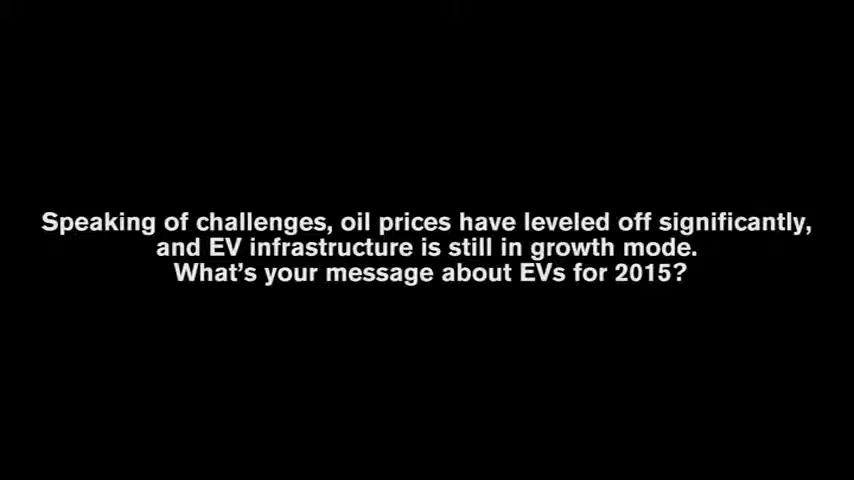 Speaking of challenges, oil prices have leveled off significantly,
and EV infrastructure is still in growth mode.
What's your message about EVs for 2015?